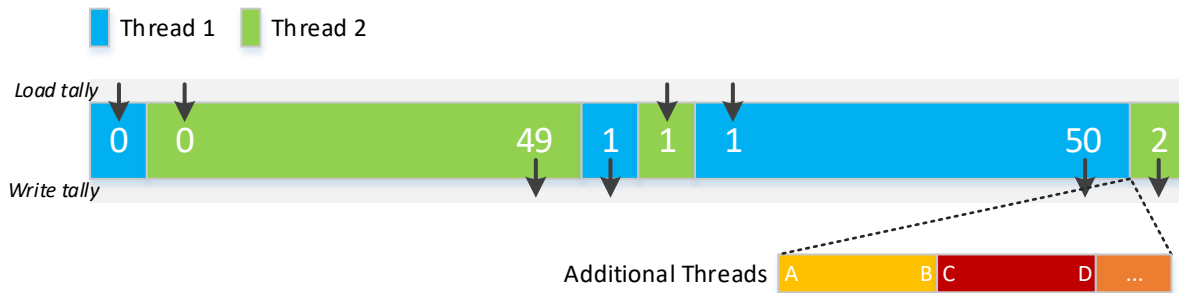 Thread 1 Thread 2
Load tally
0 0 49 1 1 1 50 2
Write tally
Additional Threads A B C D ...